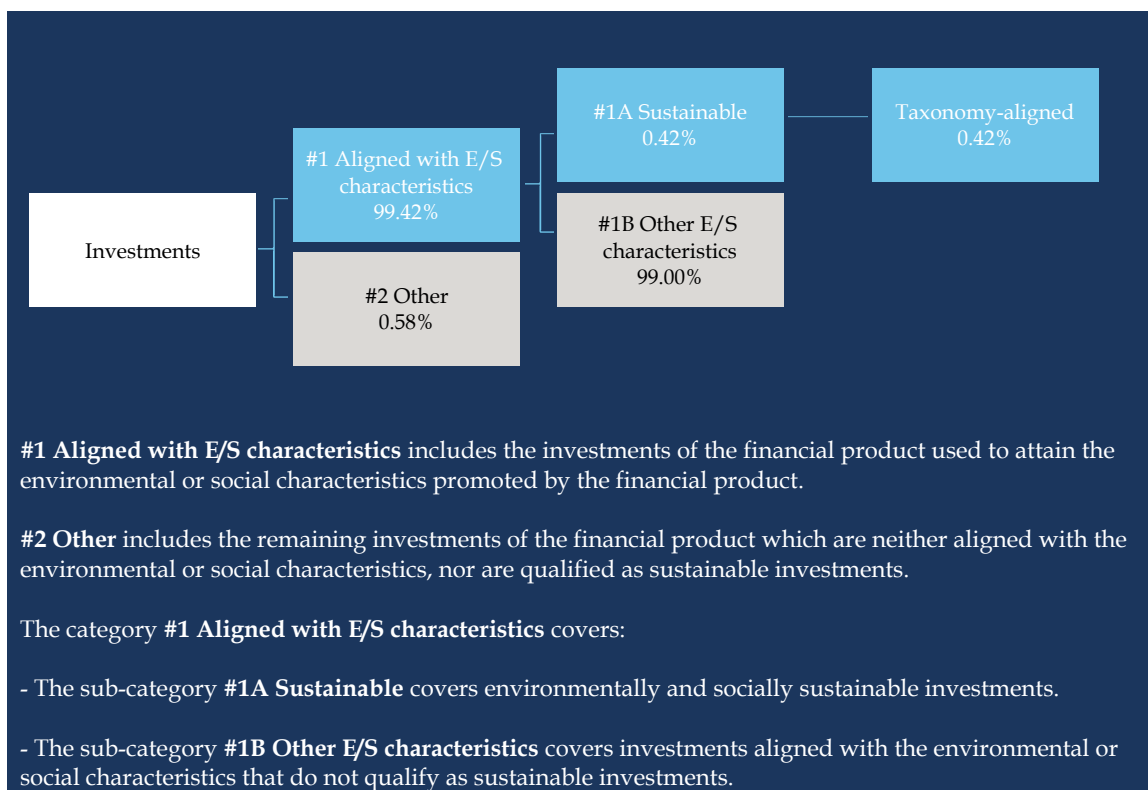 Investments
#1 Aligned with E/S
characteristics
99.42%
#2 Other
0.58%
#1A Sustainable
0.42%
#1B Other E/S
characteristics
99.00%
Taxonomy-aligned
0.42%
#1 Aligned with E/S characteristics includes the investments of the financial product used to attain the
environmental or social characteristics promoted by the financial product.
#2 Other includes the remaining investments of the financial product which are neither aligned with the
environmental or social characteristics, nor are qualified as sustainable investments.
The category #1 Aligned with E/S characteristics covers:
- The sub-category #1A Sustainable covers environmentally and socially sustainable investments.
- The sub-category #1B Other E/S characteristics covers investments aligned with the environmental or
social characteristics that do not qualify as sustainable investments.